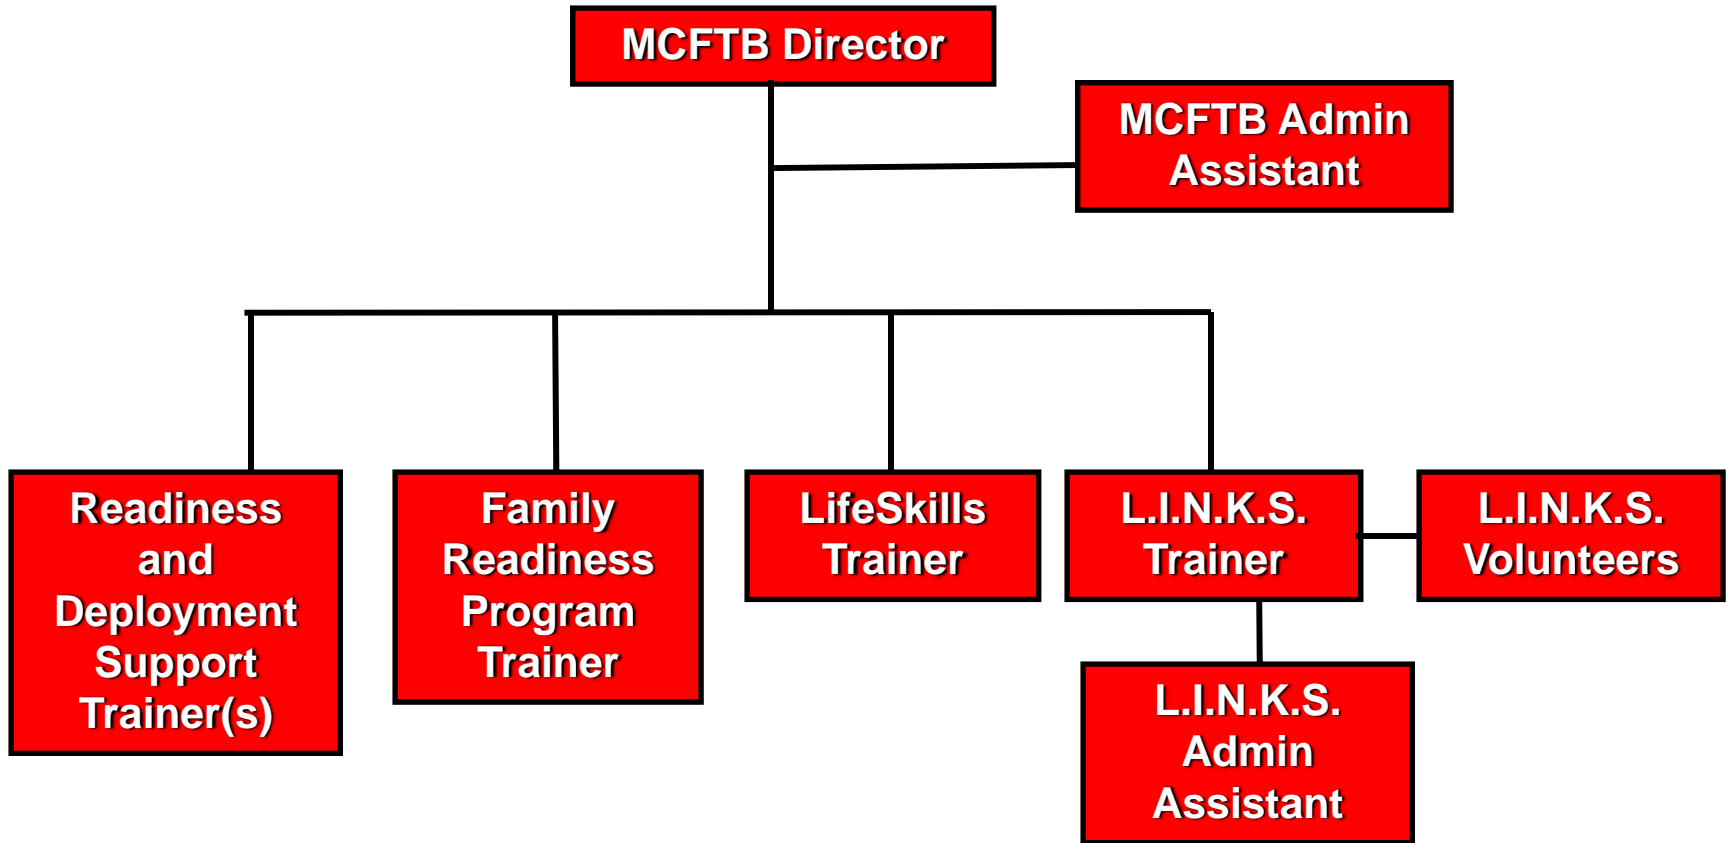 MCFTB Director
MCFTB Admin
Assistant
Readiness
and
Deployment
Support
Trainer(s)
Family
Readiness
Program
Trainer
LifeSkills
Trainer
L.I.N.K.S.
Trainer
L.I.N.K.S.
Volunteers
L.I.N.K.S.
Admin
Assistant